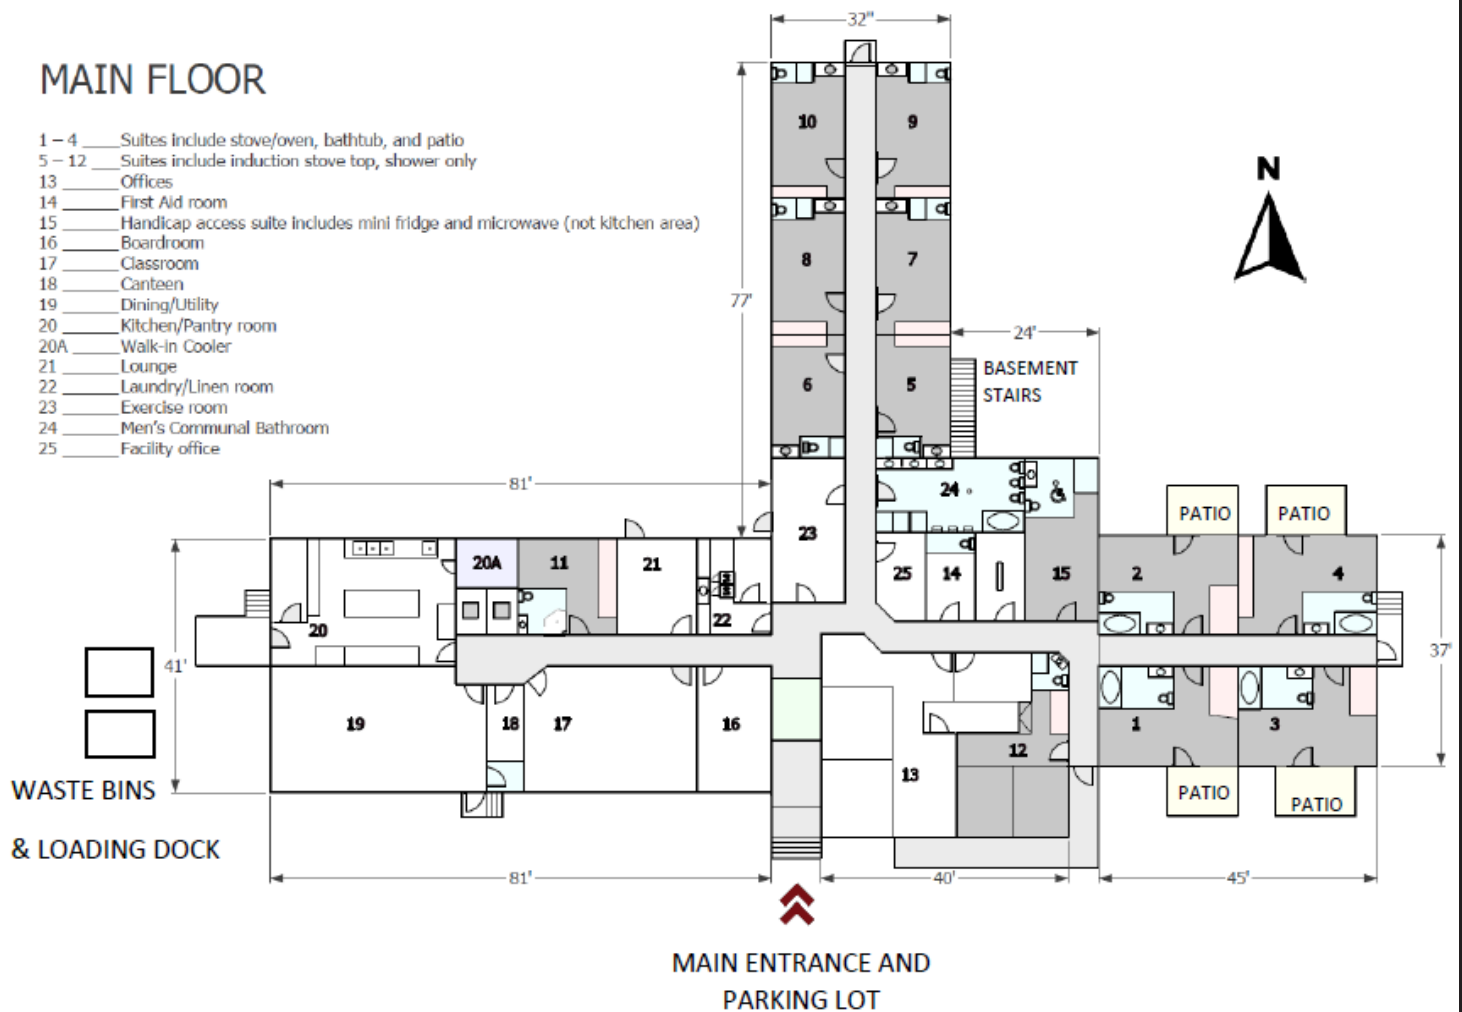 MAIN FLOOR
1 – 4 ____Suites include stove/oven, bathtub, and patio
5 – 12 ___Suites include induction stove top, shower only
13 ______Offices
14 ______First Aid room
15 ______Handicap access suite includes mini fridge and microwave (not kitchen area)
16 ______Boardroom
17 ______Classroom
18 ______Canteen
19 ______Dining/Utility
20 ______Kitchen/Pantry room
20A _____Walk-in Cooler
21 ______Lounge
22 ______Laundry/Linen room
23 ______Exercise room
24 ______Men's Communal Bathroom
25 ______Facility office
32"
N
10
9
8
7
77'
24'
6
5
BASEMENT
STAIRS
81'
24
PATIO
PATIO
23
20A
11
21
25
14
15
2
4
22
20
41'
37'
19
18
17
16
12
1
3
13
WASTE BINS
PATIO
PATIO
& LOADING DOCK
81'
40'
45'
MAIN ENTRANCE AND
PARKING LOT